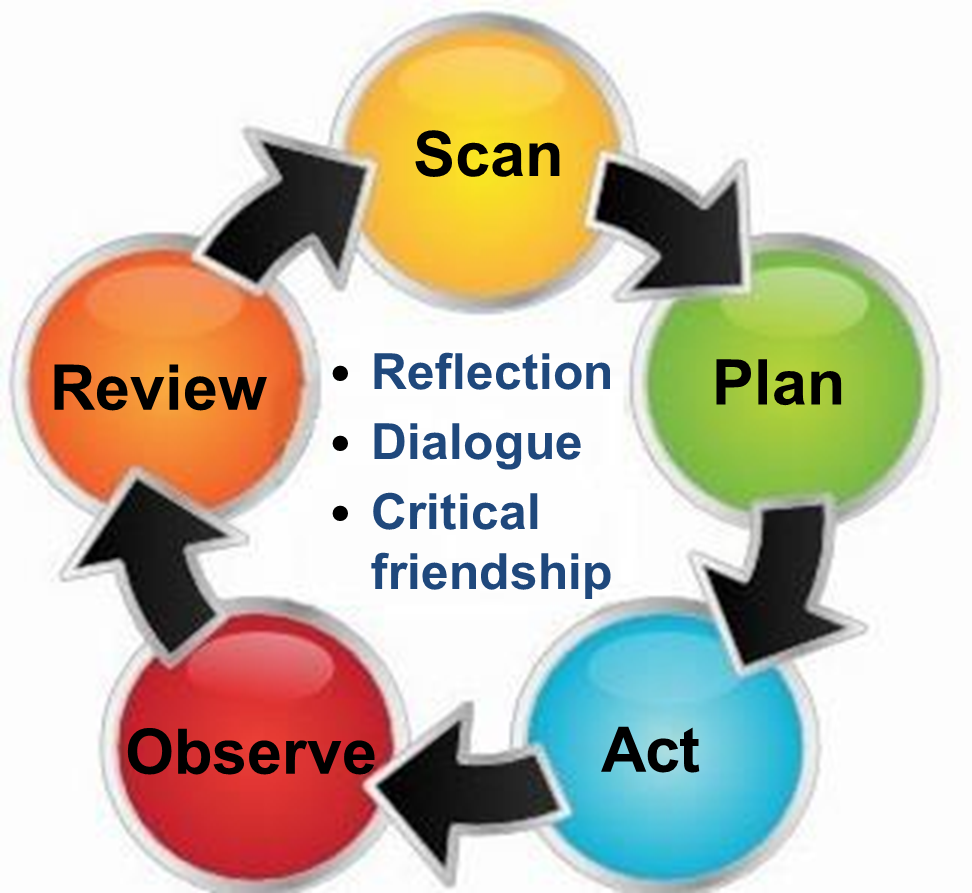 Scan
Plan
Act
Observe
Review
• Reflection
• Dialogue
• Critical
friendship